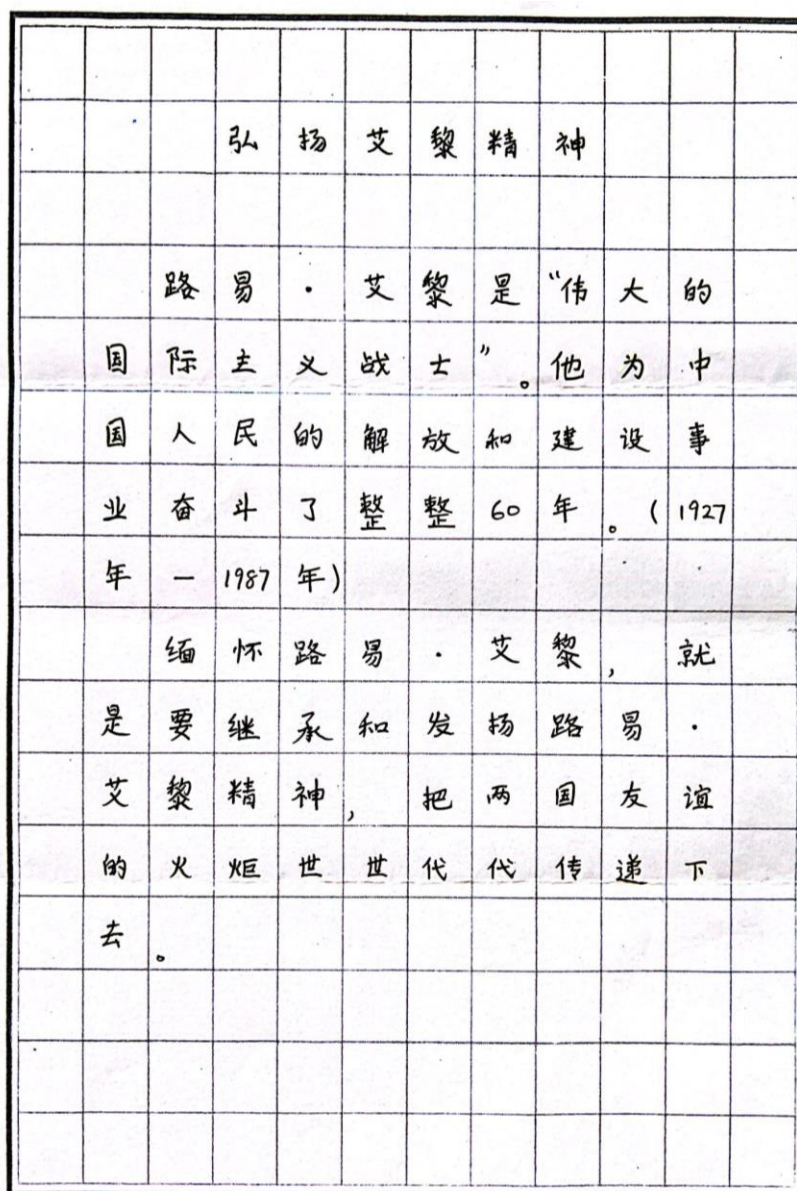 弘扬艾黎精神
路易·艾黎是“伟大的
国际主义战士”。他为中
国人民的解放和建设事
业奋斗了整整60年。(1927
年—1987年)
缅怀路易·艾黎,就
是要继承和发扬路易·
艾黎精神,把两国友谊
的火炬世世代代传递下
去。